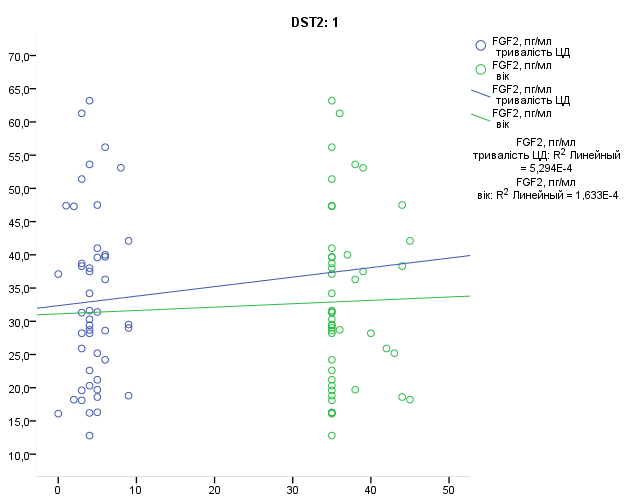 DST2: 1
70,0
65,0
60,0
55,0
50,0
45,0
40,0
35,0
30,0
25,0
20,0
15,0
10,0
0
10
20
30
40
50
FGF2, пг/мл
тривалість ЦД
FGF2, пг/мл
вік
FGF2, пг/мл
тривалість ЦД
FGF2, пг/мл
вік
FGF2, пг/мл
тривалість ЦД: R² Линейный
= 5,294E-4
FGF2, пг/мл
вік: R² Линейный = 1,633E-4